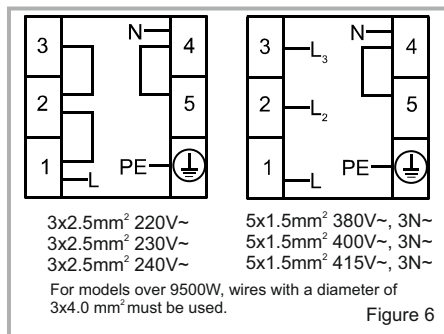 3 N 4
2 5
1 L PE
3 L₃ N 4
2 L₂ 5
1 L PE
3x2.5mm² 220V~
3x2.5mm² 230V~
3x2.5mm² 240V~
5x1.5mm² 380V~, 3N~
5x1.5mm² 400V~, 3N~
5x1.5mm² 415V~, 3N~
For models over 9500W, wires with a diameter of
3x4.0 mm² must be used.
Figure 6